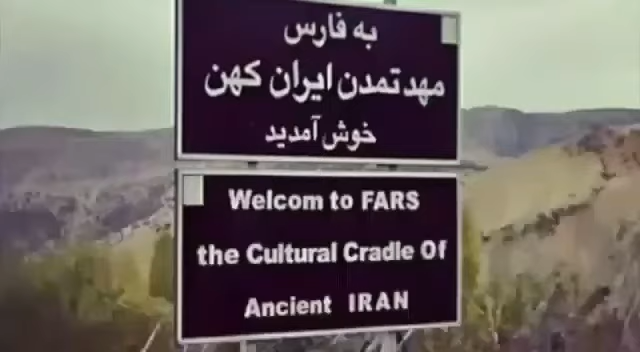 به فارس
مهد تمدن ایران کهن
خوش آمدید
Welcom to FARS
the Cultural Cradle Of
Ancient IRAN